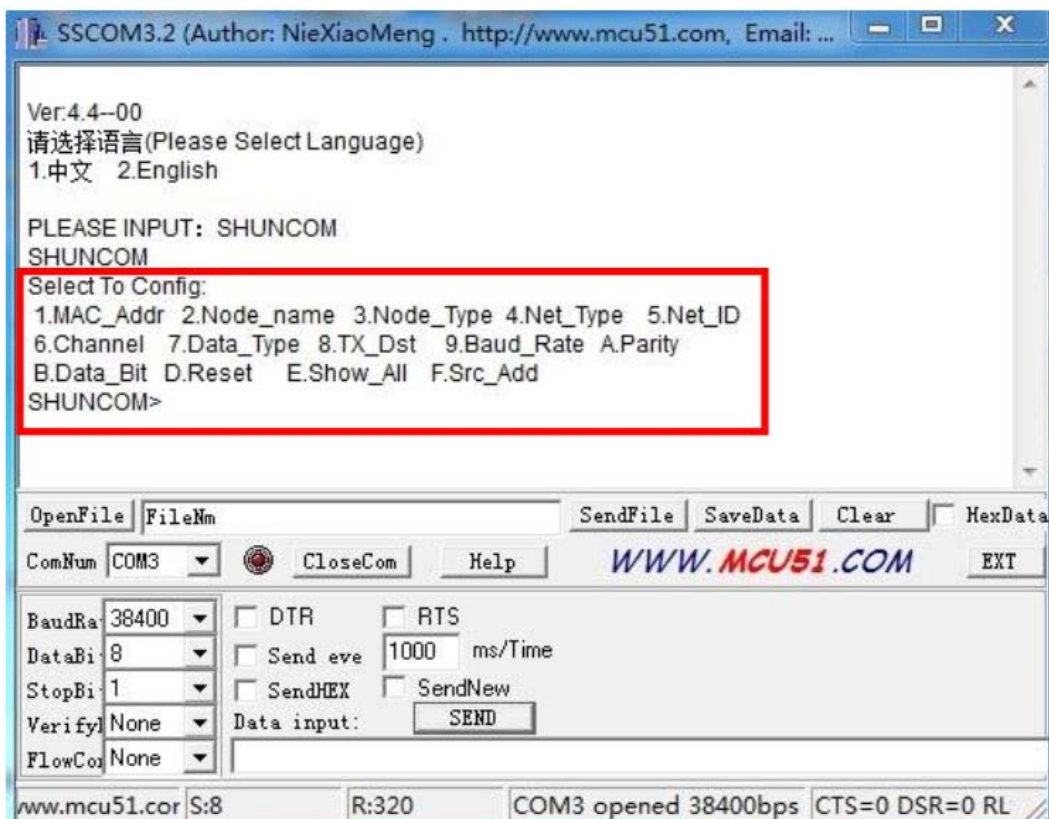 SSCOM3.2 (Author: NieXiaoMeng . http://www.mcu51.com, Email: ...
Ver:4.4--00
请选择语言(Please Select Language)
1.中文 2.English
PLEASE INPUT：SHUNCOM
SHUNCOM
Select To Config:
1.MAC_Addr 2.Node_name 3.Node_Type 4.Net_Type 5.Net_ID
6.Channel 7.Data_Type 8.TX_Dst 9.Baud_Rate A.Parity
B.Data_Bit D.Reset E.Show_All F.Src_Add
SHUNCOM>
OpenFile FileNm SendFile SaveData Clear HexData
ComNum COM3 CloseCom Help WWW.MCU51.COM EXT
BaudRa 38400 DTR RTS
DataBi 8 Send eve 1000 ms/Time
StopBi 1 SendHEX SendNew
Verify None Data input: SEND
FlowCo None
www.mcu51.cor S:8 R:320 COM3 opened 38400bps CTS=0 DSR=0 RL